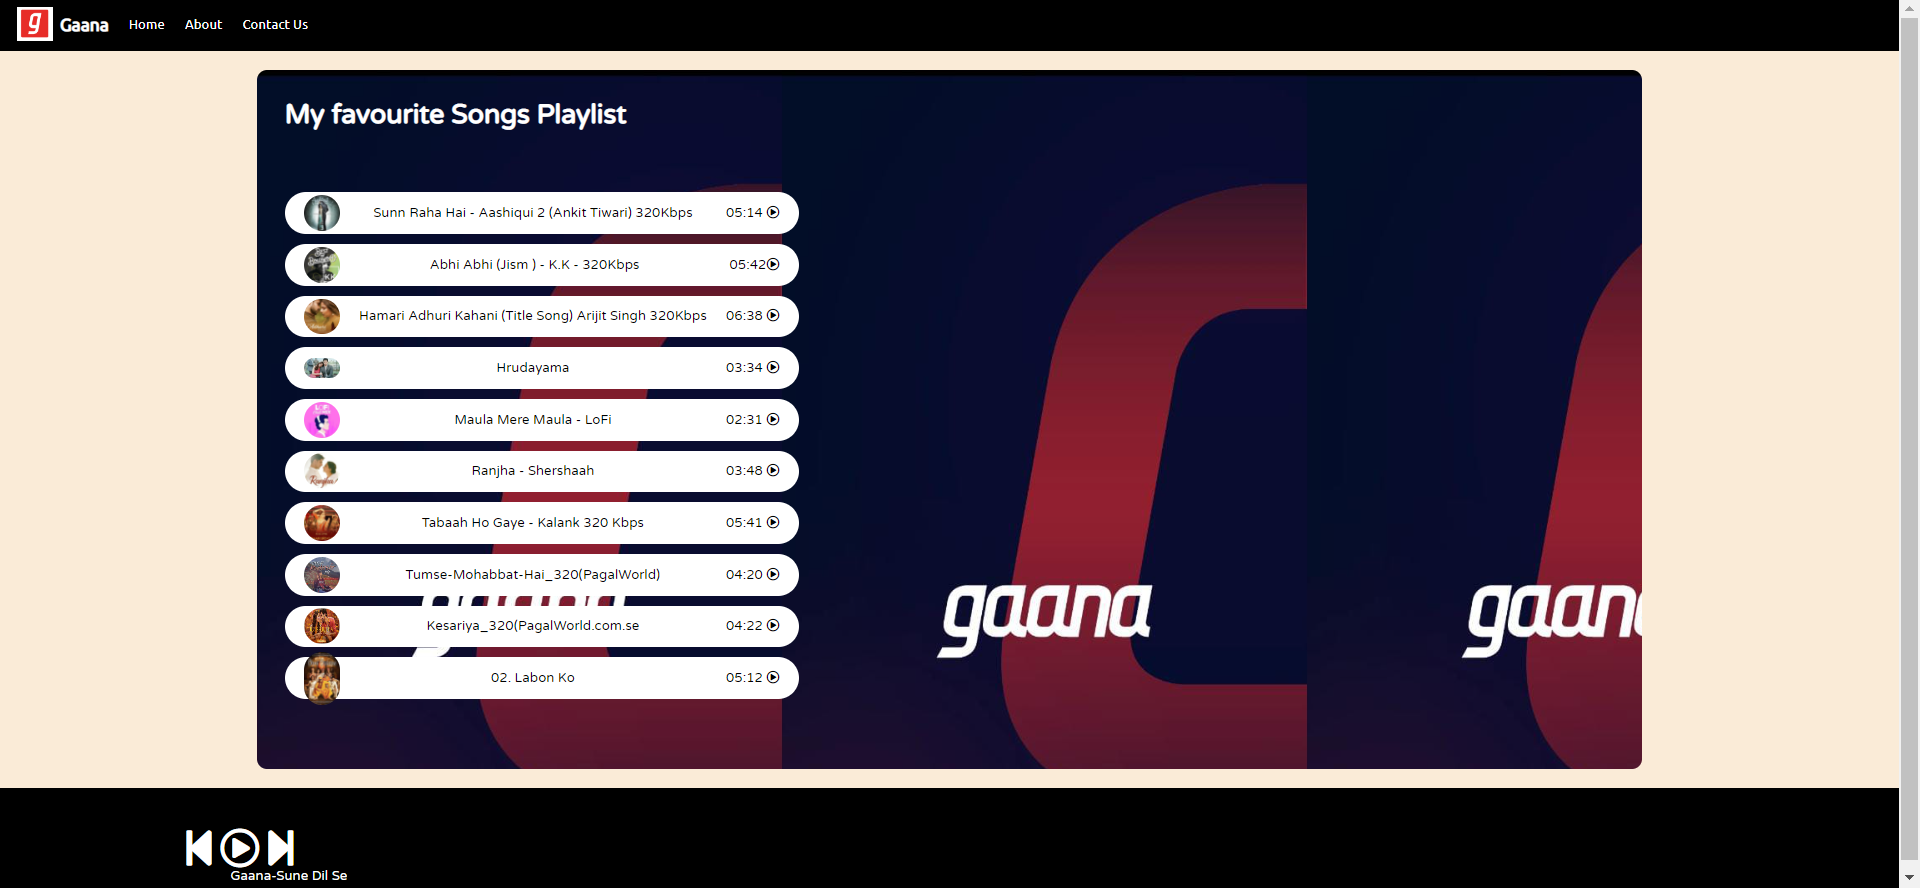 g Gaana Home About Contact Us
My favourite Songs Playlist
Sunn Raha Hai - Aashiqui 2 (Ankit Tiwari) 320Kbps 05:14
Abhi Abhi (Jism ) - K.K - 320Kbps 05:42
Hamari Adhuri Kahani (Title Song) Arijit Singh 320Kbps 06:38
Hrudayama 03:34
Maula Mere Maula - LoFi 02:31
Ranjha - Shershaah 03:48
Tabaah Ho Gaye - Kalank 320 Kbps 05:41
Tumse-Mohabbat-Hai_320(PagalWorld) 04:20
Kesariya_320(PagalWorld.com.se 04:22
02. Labon Ko 05:12
gaana
gaana
gaan
Gaana-Sune Dil Se